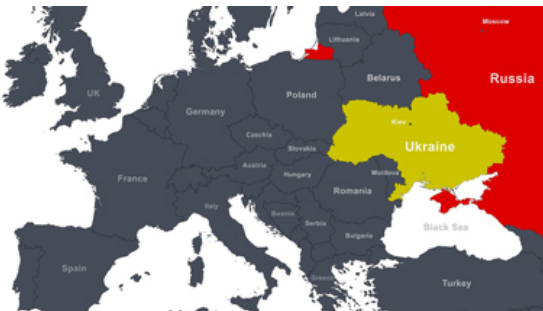 Latvia
Moscow
Lithuania
UK
Belarus
Russia
Poland
Germany
Kiev
Czechia
Ukraine
Slovakia
Austria
Moldova
France
Hungary
Romania
Italy
Bosnia
Serbia
Black Sea
Bulgaria
Spain
Greece
Turkey